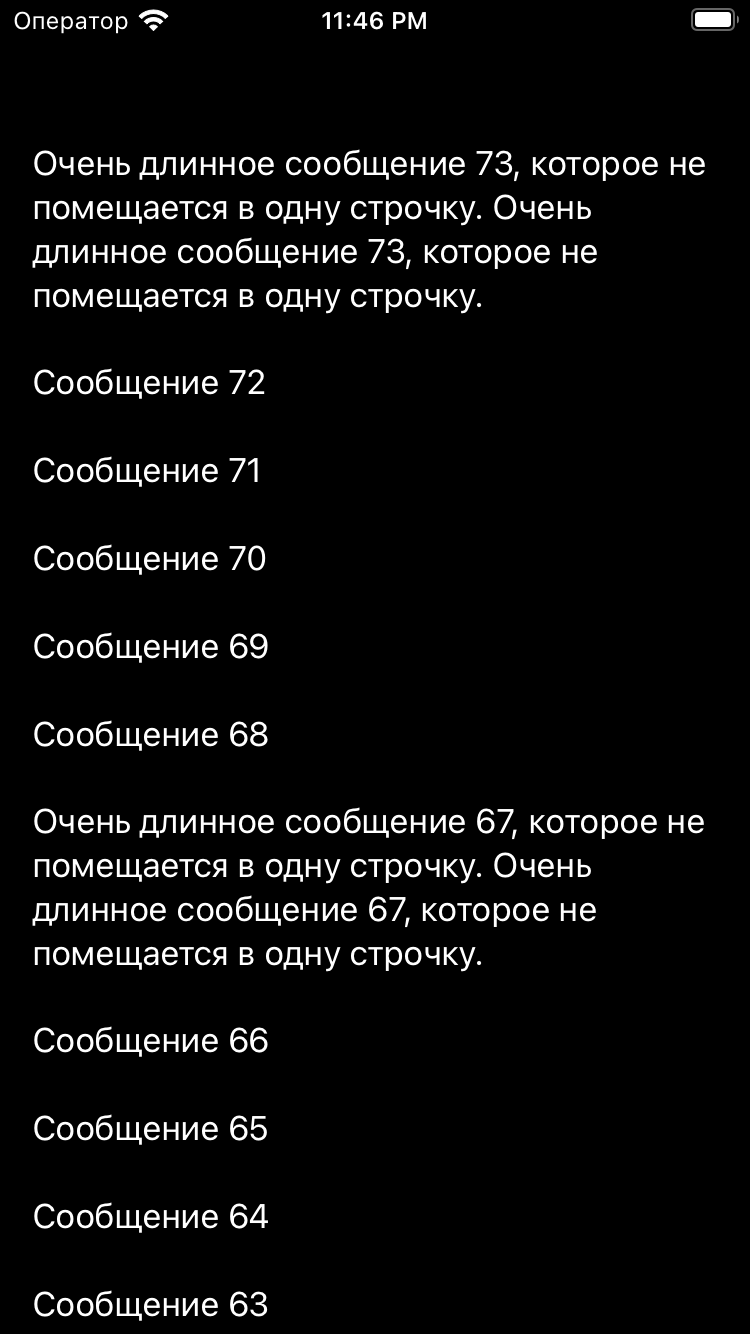 Оператор 11:46 PM
Очень длинное сообщение 73, которое не
помещается в одну строчку. Очень
длинное сообщение 73, которое не
помещается в одну строчку.
Сообщение 72
Сообщение 71
Сообщение 70
Сообщение 69
Сообщение 68
Очень длинное сообщение 67, которое не
помещается в одну строчку. Очень
длинное сообщение 67, которое не
помещается в одну строчку.
Сообщение 66
Сообщение 65
Сообщение 64
Сообщение 63